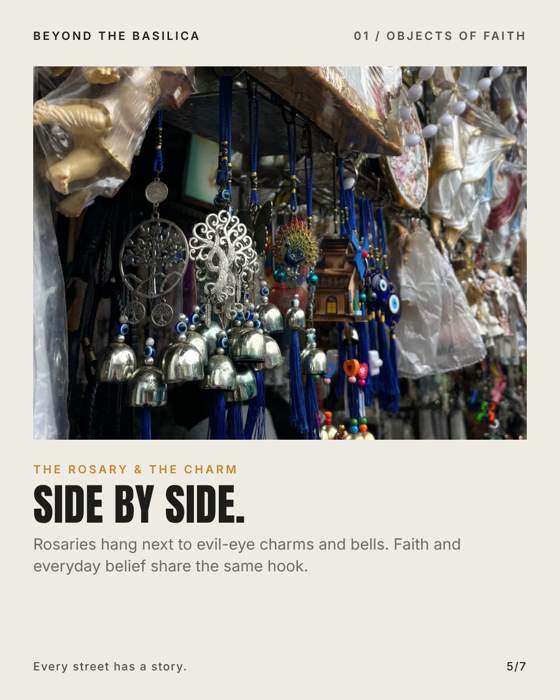 BEYOND THE BASILICA
01 / OBJECTS OF FAITH
THE ROSARY & THE CHARM
SIDE BY SIDE.
Rosaries hang next to evil-eye charms and bells. Faith and
everyday belief share the same hook.
Every street has a story.
5/7